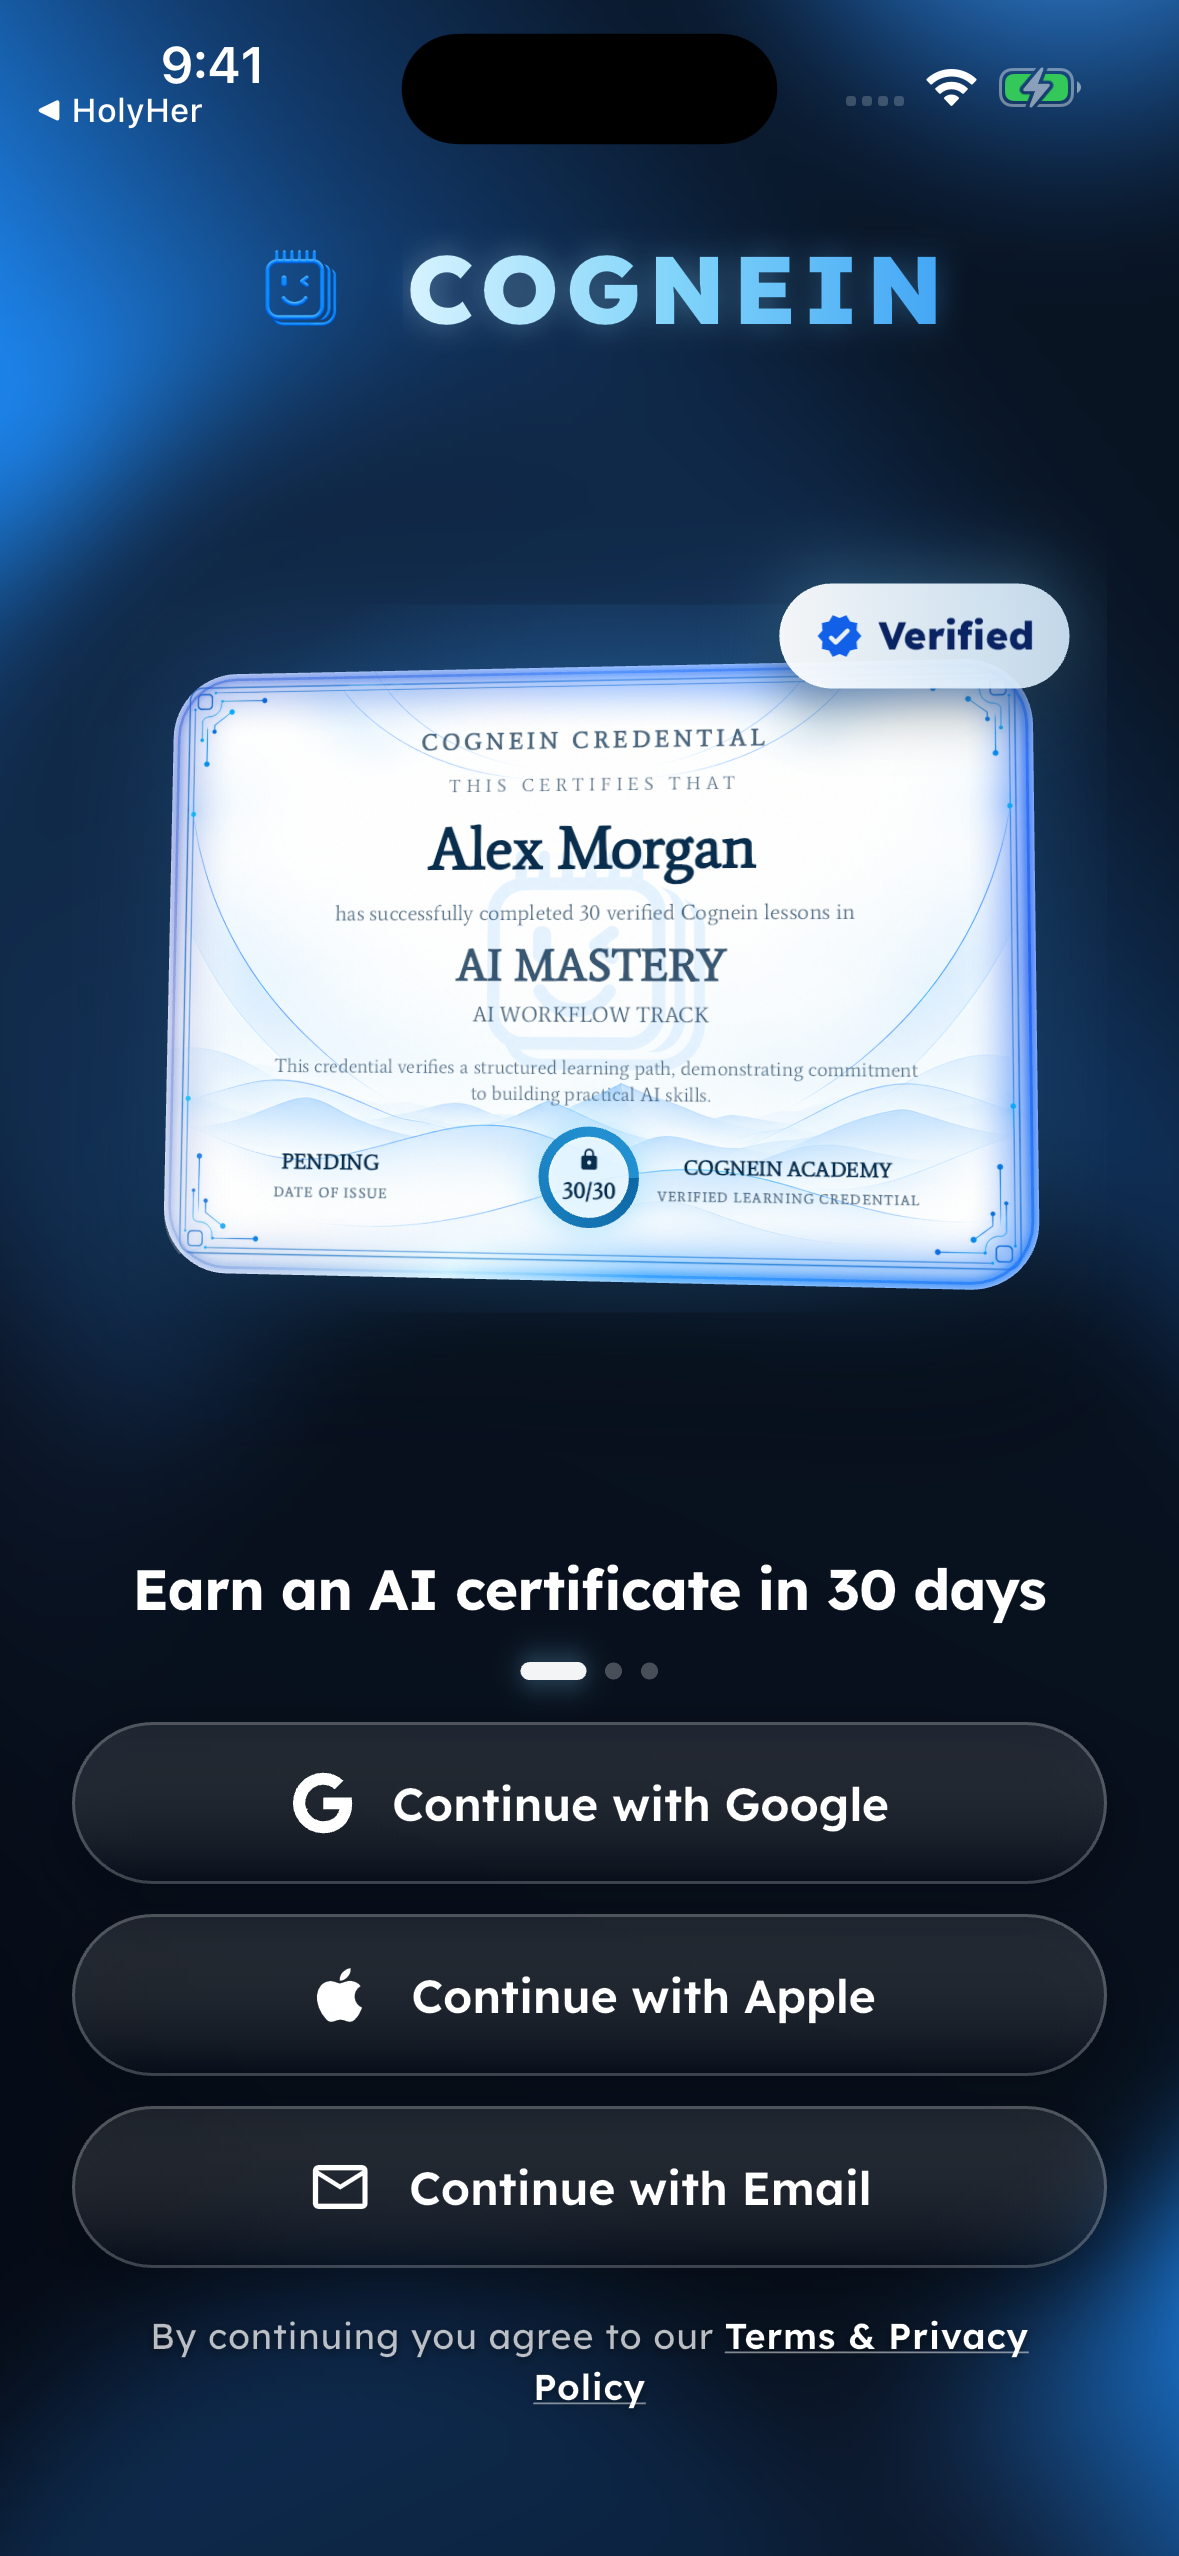 9:41
HolyHer
COGNEIN
Verified
COGNEIN CREDENTIAL
THIS CERTIFIES THAT
Alex Morgan
has successfully completed 30 verified Cognein lessons in
AI MASTERY
AI WORKFLOW TRACK
This credential verifies a structured learning path, demonstrating commitment
to building practical AI skills.
PENDING
DATE OF ISSUE
30/30
COGNEIN ACADEMY
VERIFIED LEARNING CREDENTIAL
Earn an AI certificate in 30 days
Continue with Google
Continue with Apple
Continue with Email
By continuing you agree to our Terms & Privacy
Policy